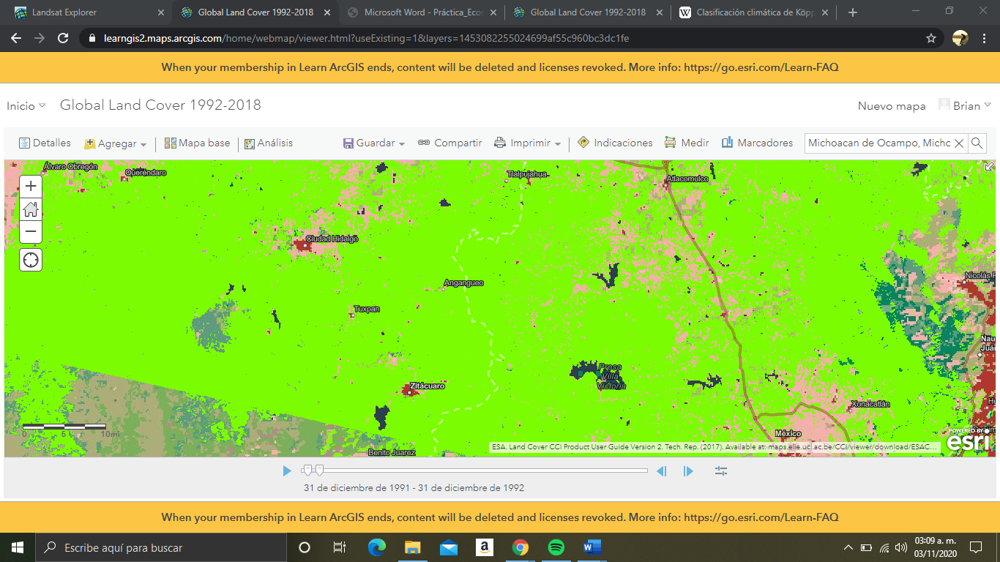 Landsat Explorer
Global Land Cover 1992-2018
Microsoft Word - Práctica_Ecos
Global Land Cover 1992-2018
Clasificación climática de Köpp
learngis2.maps.arcgis.com/home/webmap/viewer.html?useExisting=1&layers=1453082255024699af55c960bc3dc1fe
When your membership in Learn ArcGIS ends, content will be deleted and licenses revoked. More info: https://go.esri.com/Learn-FAQ
Inicio
Global Land Cover 1992-2018
Nuevo mapa
Brian
Detalles
Agregar
Mapa base
Análisis
Guardar
Compartir
Imprimir
Indicaciones
Medir
Marcadores
Michoacan de Ocampo, Micho
Álvaro Obregón
Queréndaro
Tlalpujahua
Atlacomulco
Ciudad Hidalgo
Nicolás R
Angangueo
Tuxpan
Nau
Juár
Presa
Villa
Victoria
Zitácuaro
Xonacatlán
Hu
0 5 10mi
México
Benito Juárez
POWERED BY
esri
ESA. Land Cover CCI Product User Guide Version 2. Tech. Rep. (2017). Available at: maps.elie.ucl.ac.be/CCI/viewer/download/ESAC...
31 de diciembre de 1991 - 31 de diciembre de 1992
When your membership in Learn ArcGIS ends, content will be deleted and licenses revoked. More info: https://go.esri.com/Learn-FAQ
Escribe aquí para buscar
03:09 a. m.
03/11/2020